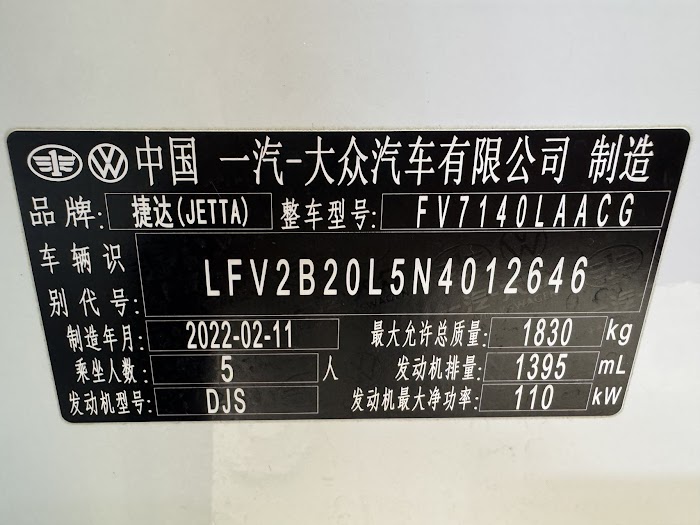 中国 一汽-大众汽车有限公司 制造
品牌: 捷达(JETTA) 整车型号: FV7140LAACG
车辆识别代号: LFV2B20L5N4012646
制造年月: 2022-02-11 最大允许总质量: 1830 kg
乘坐人数: 5 人 发动机排量: 1395 mL
发动机型号: DJS 发动机最大净功率: 110 kW